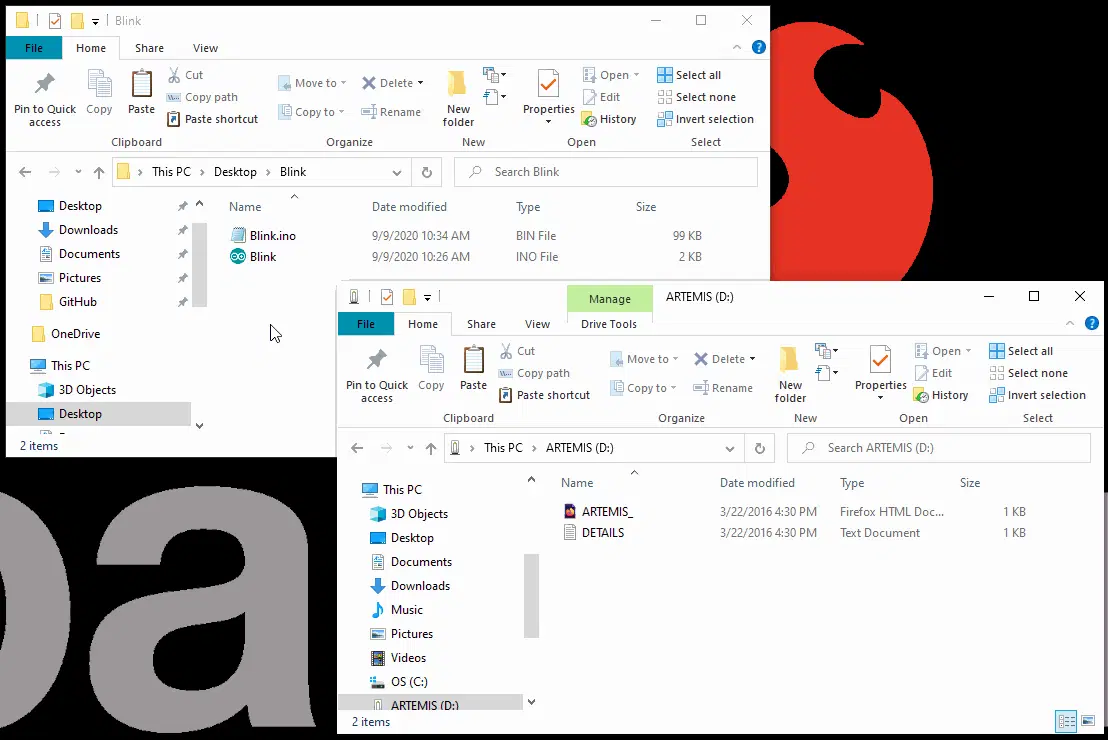 Blink
File Home Share View
Pin to Quick access
Copy
Paste
Cut
Copy path
Paste shortcut
Clipboard
Move to
Copy to
Delete
Rename
Organize
New folder
New
Properties
Open
Edit
History
Open
Select all
Select none
Invert selection
Select
This PC > Desktop > Blink
Search Blink
Desktop
Downloads
Documents
Pictures
GitHub
OneDrive
This PC
3D Objects
Desktop
Name Date modified Type Size
Blink.ino 9/9/2020 10:34 AM BIN File 99 KB
Blink 9/9/2020 10:26 AM INO File 2 KB
2 items
Manage ARTEMIS (D:)
File Home Share View Drive Tools
Pin to Quick access
Copy
Paste
Cut
Copy path
Paste shortcut
Clipboard
Move to
Copy to
Delete
Rename
Organize
New folder
New
Properties
Open
Edit
History
Open
Select all
Select none
Invert selection
Select
This PC > ARTEMIS (D:)
Search ARTEMIS (D:)
This PC
3D Objects
Desktop
Documents
Downloads
Music
Pictures
Videos
OS (C:)
ARTEMIS (D:)
Name Date modified Type Size
ARTEMIS_ 3/22/2016 4:30 PM Firefox HTML Doc... 1 KB
DETAILS 3/22/2016 4:30 PM Text Document 1 KB
2 items